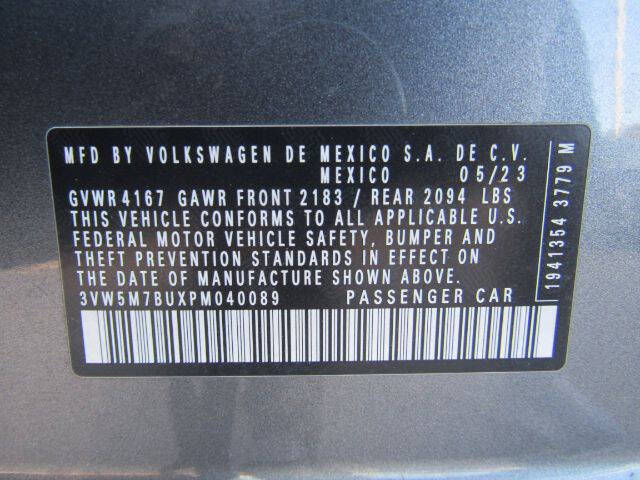 MFD BY VOLKSWAGEN DE MEXICO S.A. DE C.V.
MEXICO 05/23
GVWR 4167 GAWR FRONT 2183 / REAR 2094 LBS
THIS VEHICLE CONFORMS TO ALL APPLICABLE U.S.
FEDERAL MOTOR VEHICLE SAFETY, BUMPER AND
THEFT PREVENTION STANDARDS IN EFFECT ON
THE DATE OF MANUFACTURE SHOWN ABOVE.
3VW5M7BUXPM040089 PASSENGER CAR
1941354 3779 M